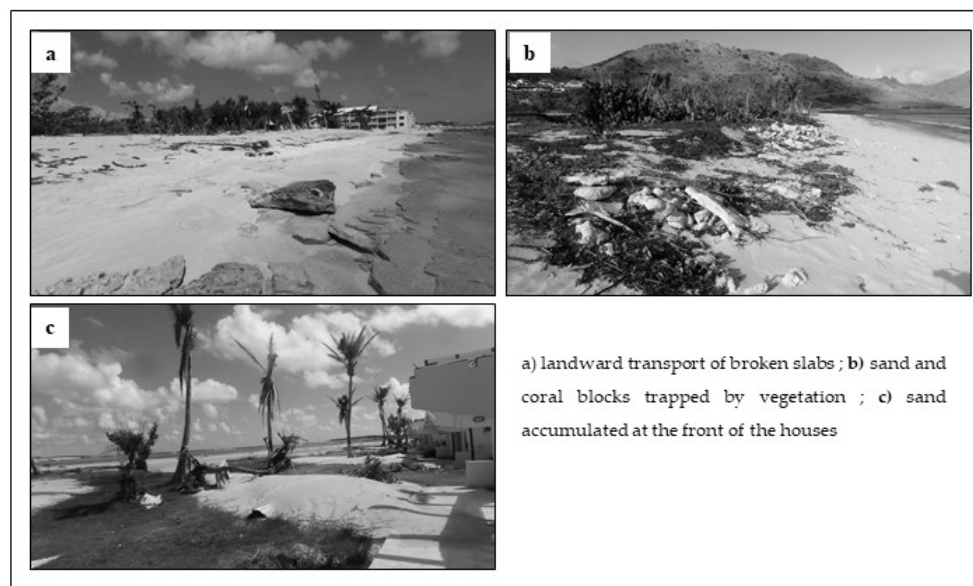 a
b
c
a) landward transport of broken slabs ; b) sand and
coral blocks trapped by vegetation ; c) sand
accumulated at the front of the houses